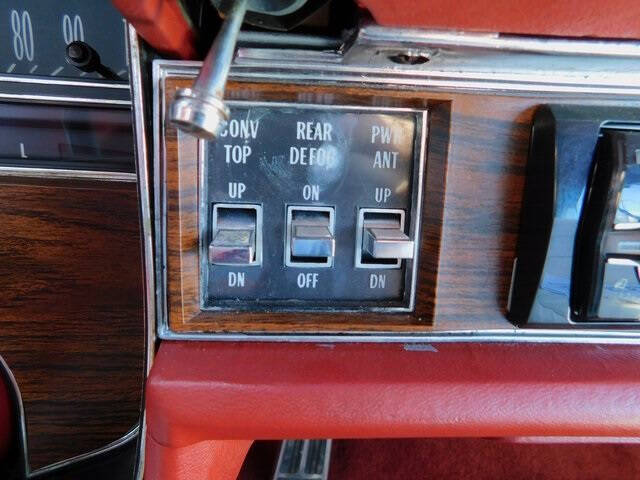 80 90
L
CONV REAR PWR
TOP DEFOG ANT
UP ON UP
DN OFF DN